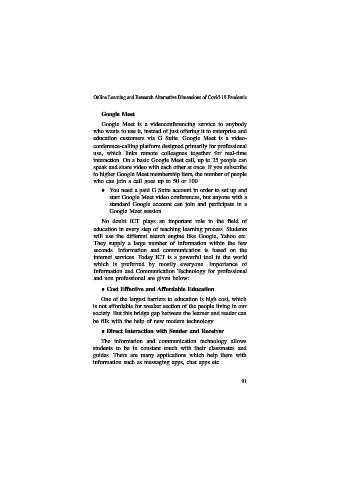 Online Learning and Research Alternative Dimensions of Covid-19 Pandemic
Google Meet
Google Meet is a videoconferencing service to anybody
who wants to use it, instead of just offering it to enterprise and
education customers via G Suite. Google Meet is a video-
conference-calling platform designed primarily for professional
use, which links remote colleagues together for real-time
interaction. On a basic Google Meet call, up to 25 people can
speak and share video with each other at once. If you subscribe
to higher Google Meet membership tiers, the number of people
who can join a call goes up to 50 or 100.
• You need a paid G Suite account in order to set up and
start Google Meet video conferences, but anyone with a
standard Google account can join and participate in a
Google Meet session.
No doubt ICT plays an important role in the field of
education in every step of teaching learning process. Students
will use the different search engine like Google, Yahoo etc.
They supply a large number of information within the few
seconds. Information and communication is based on the
internet services. Today ICT is a powerful tool in the world
which is preferred by mostly everyone. Importance of
Information and Communication Technology for professional
and non professional are given below:
• Cost Effective and Affordable Education
One of the largest barriers to education is high cost, which
is not affordable for weaker section of the people living in our
society. But this bridge gap between the learner and reader can
be fills with the help of new modern technology.
• Direct Interaction with Sender and Receiver
The information and communication technology allows
students to be in constant touch with their classmates and
guides. There are many applications which help them with
information such as messaging apps, chat apps etc.
91